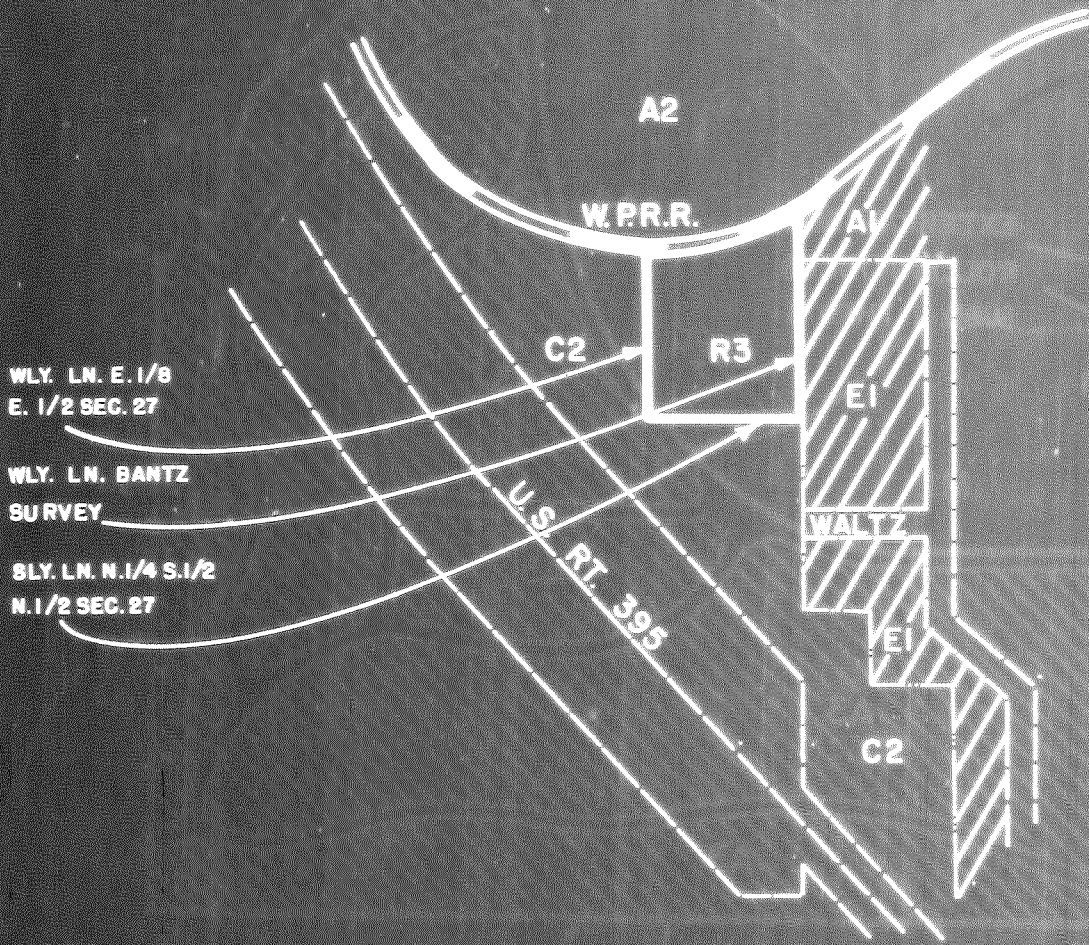 A2
W.P.R.R.
A1
C2
R3
WLY. LN. E. 1/8
E. 1/2 SEC. 27
E1
WLY. LN. BANTZ
SURVEY
U.S. RT. 395
WALTZ
SLY. LN. N. 1/4 S. 1/2
N. 1/2 SEC. 27
E1
C2